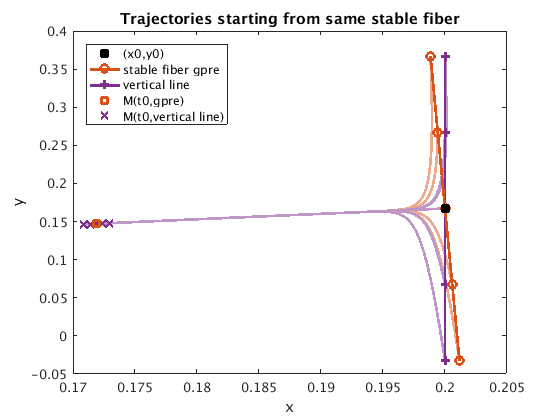 Trajectories starting from same stable fiber
0.4
0.35
0.3
0.25
0.2
0.15
0.1
0.05
0
-0.05
y
(x0,y0)
stable fiber gpre
vertical line
M(t0,gpre)
M(t0,vertical line)
0.17 0.175 0.18 0.185 0.19 0.195 0.2 0.205
x